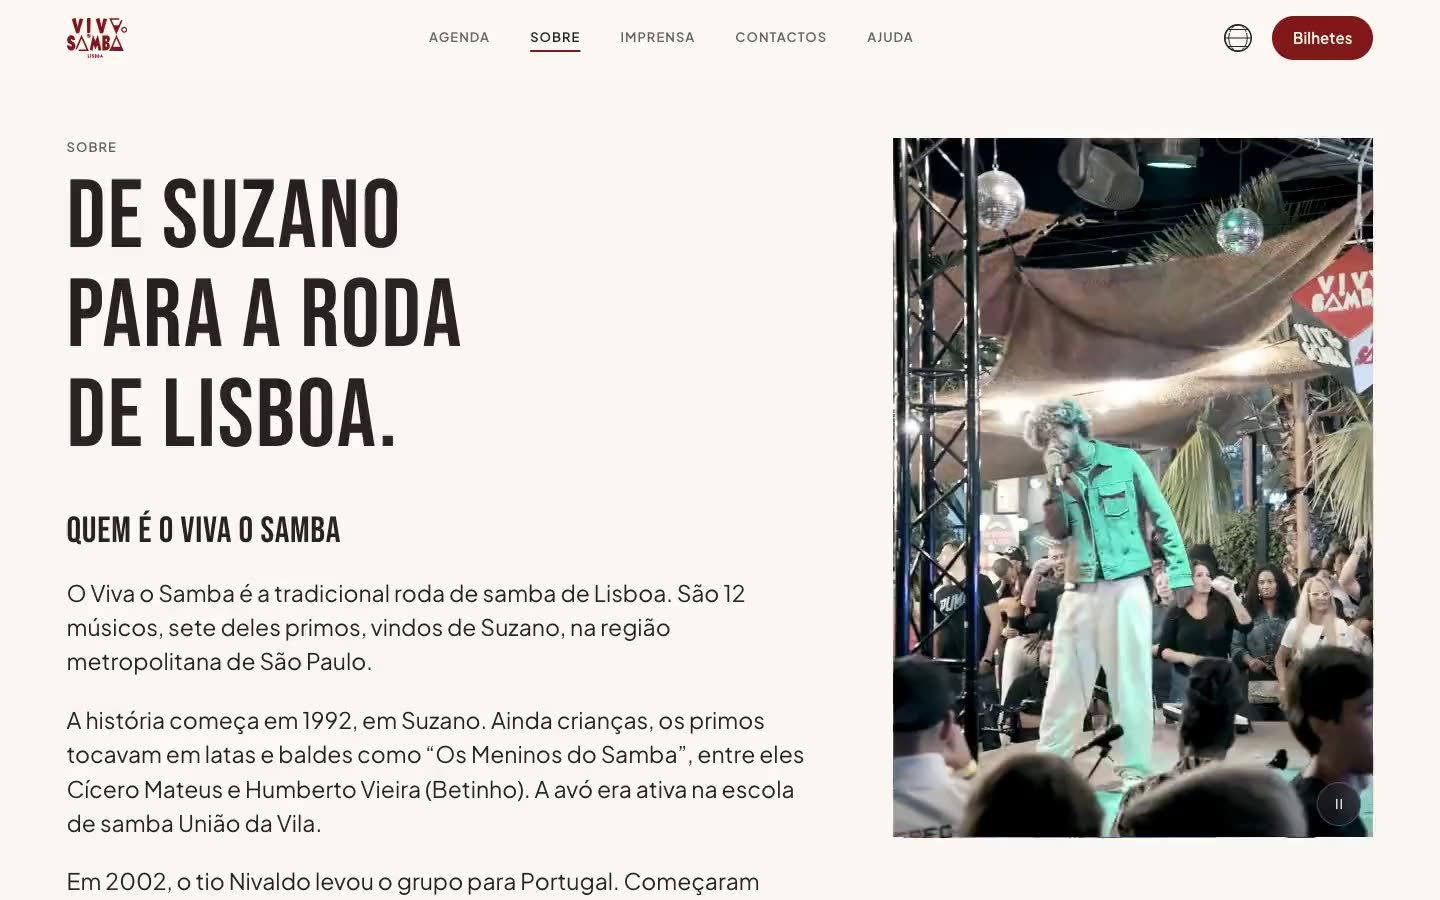 VIVO
SAMBA
LISBOA
AGENDA
SOBRE
IMPRENSA
CONTACTOS
AJUDA
Bilhetes
SOBRE
DE SUZANO
PARA A RODA
DE LISBOA.
QUEM É O VIVA O SAMBA
O Viva o Samba é a tradicional roda de samba de Lisboa. São 12
músicos, sete deles primos, vindos de Suzano, na região
metropolitana de São Paulo.
A história começa em 1992, em Suzano. Ainda crianças, os primos
tocavam em latas e baldes como “Os Meninos do Samba”, entre eles
Cícero Mateus e Humberto Vieira (Betinho). A avó era ativa na escola
de samba União da Vila.
Em 2002, o tio Nivaldo levou o grupo para Portugal. Começaram
PUMA